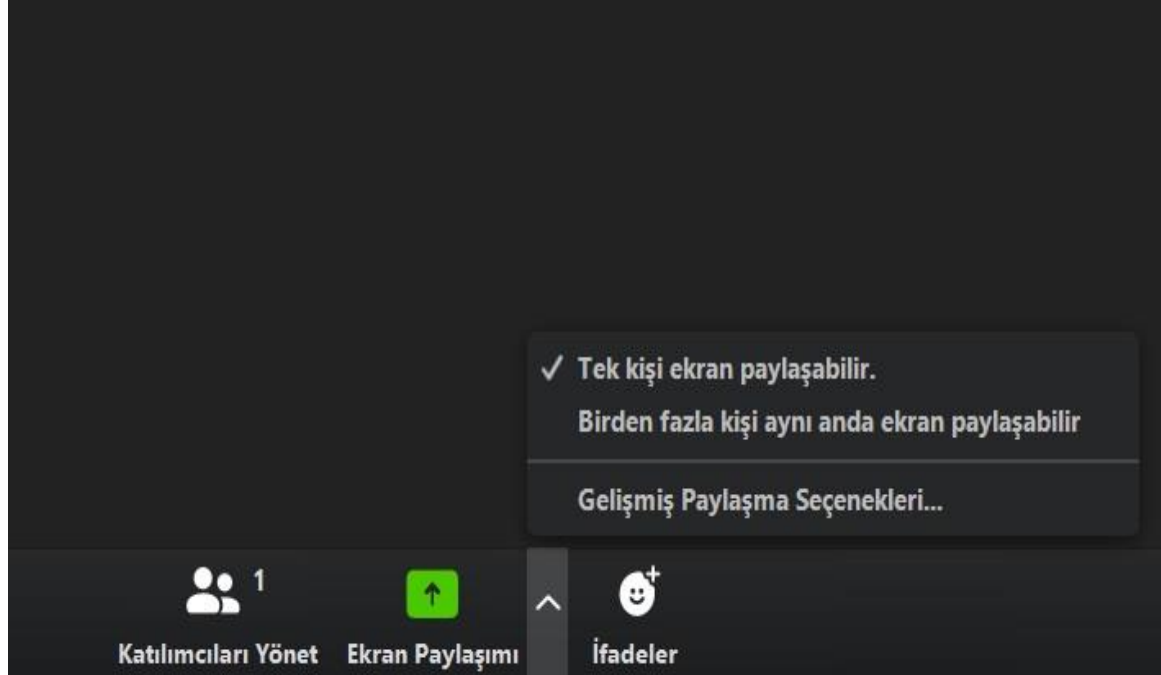 Tek kişi ekran paylaşabilir.
Birden fazla kişi aynı anda ekran paylaşabilir
Gelişmiş Paylaşma Seçenekleri...
1
Katılımcıları Yönet
Ekran Paylaşımı
İfadeler